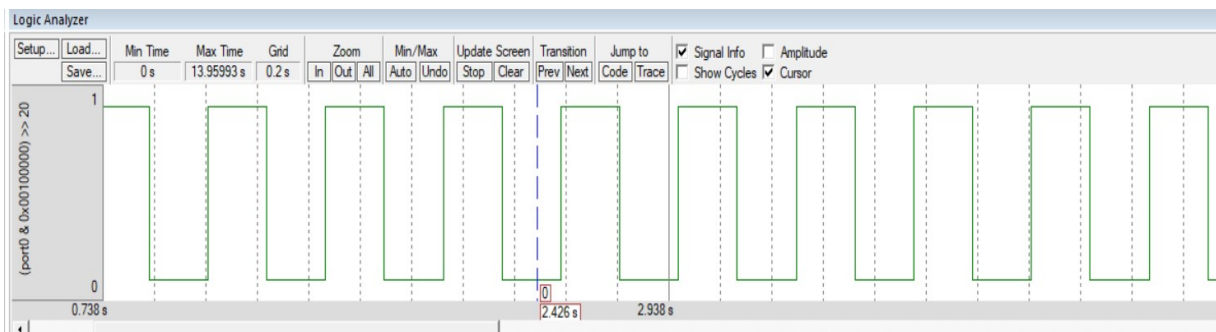 Logic Analyzer
Setup... Load... Min Time Max Time Grid Zoom Min/Max Update Screen Transition Jump to Signal Info Amplitude
Save... 0 s 13.95993 s 0.2 s In Out All Auto Undo Stop Clear Prev Next Code Trace Show Cycles Cursor
1
(port0 & 0x00100000) >> 20
0
0
0.738 s 2.426 s 2.938 s